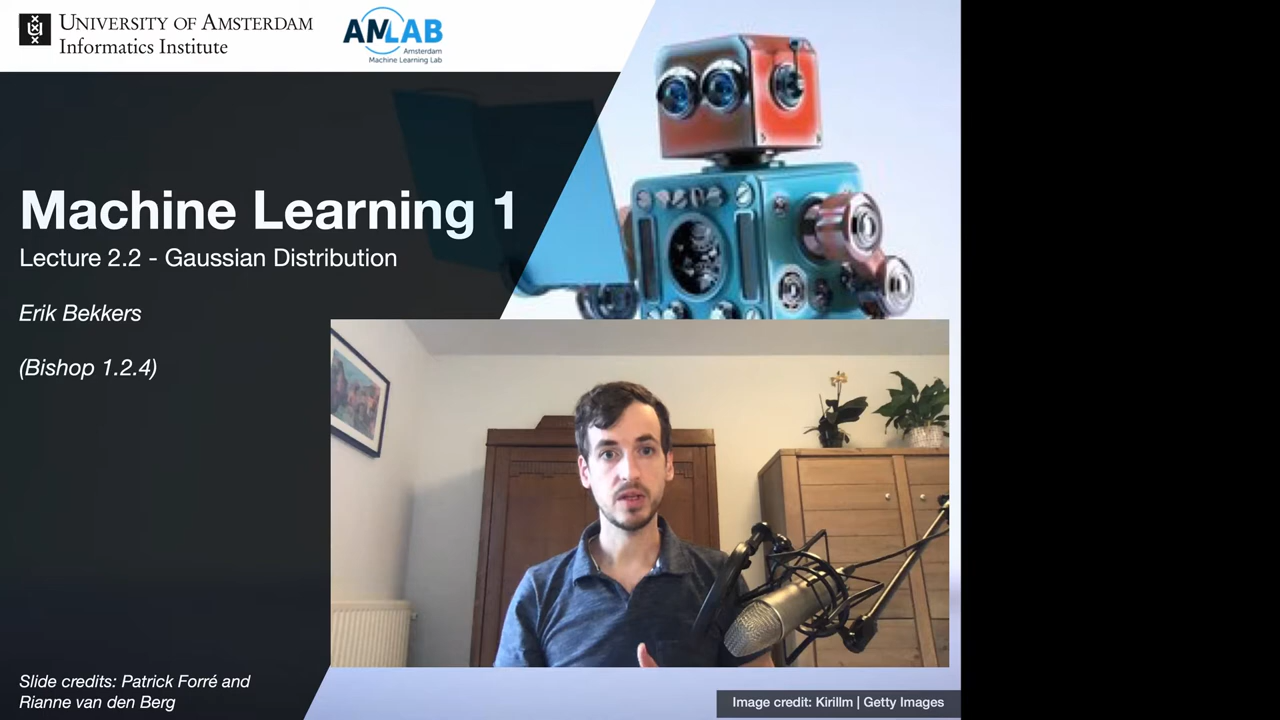 UNIVERSITY OF AMSTERDAM
Informatics Institute
AMLAB
Amsterdam
Machine Learning Lab
Machine Learning 1
Lecture 2.2 - Gaussian Distribution
Erik Bekkers
(Bishop 1.2.4)
Slide credits: Patrick Forré and
Rianne van den Berg
Image credit: Kirillm | Getty Images